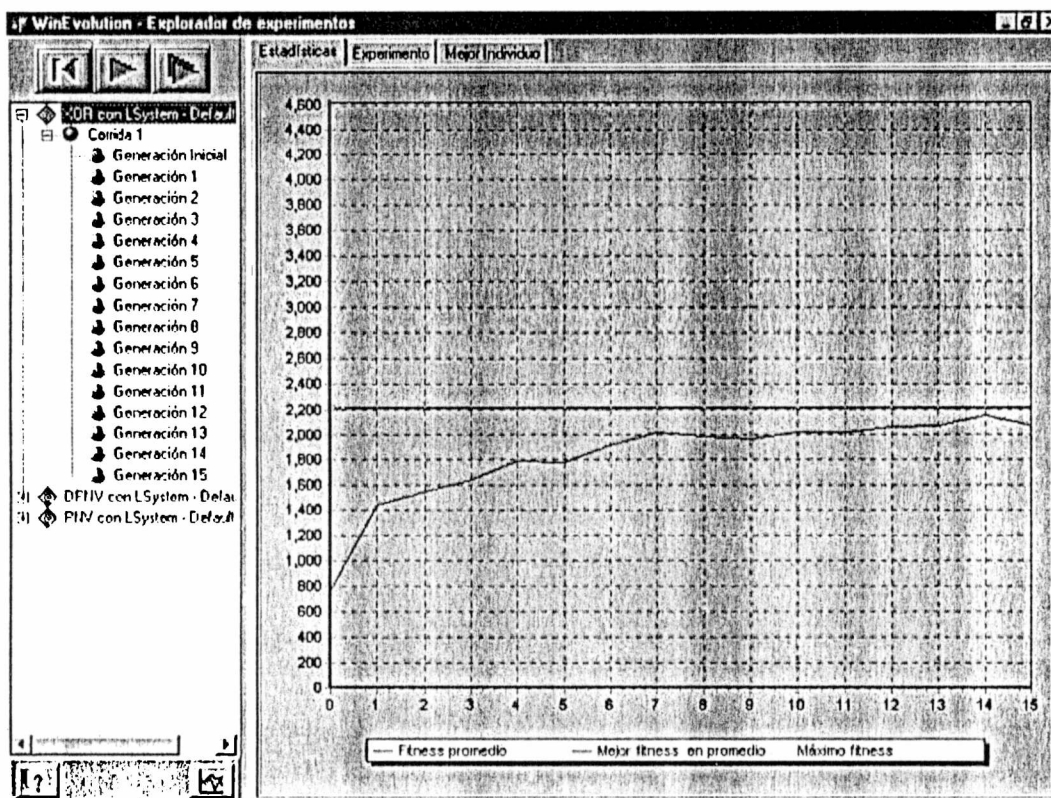 WinEvolution - Explorador de experimentos
Estadísticas Experimento Mejor Individuo
XOR con LSystem - Default
Corrida 1
Generación Inicial
Generación 1
Generación 2
Generación 3
Generación 4
Generación 5
Generación 6
Generación 7
Generación 8
Generación 9
Generación 10
Generación 11
Generación 12
Generación 13
Generación 14
Generación 15
con LSystem - Defau
PNV con LSystem - Default
?
4,600
4,400
4,200
4,000
3,800
3,600
3,400
3,200
3,000
2,800
2,600
2,400
2,200
2,000
1,800
1,600
1,400
1,200
1,000
800
600
400
200
0
0 1 2 3 4 5 6 7 8 9 10 11 12 13 14 15
Fitness promedio Mejor fitness en promedio Máximo fitness